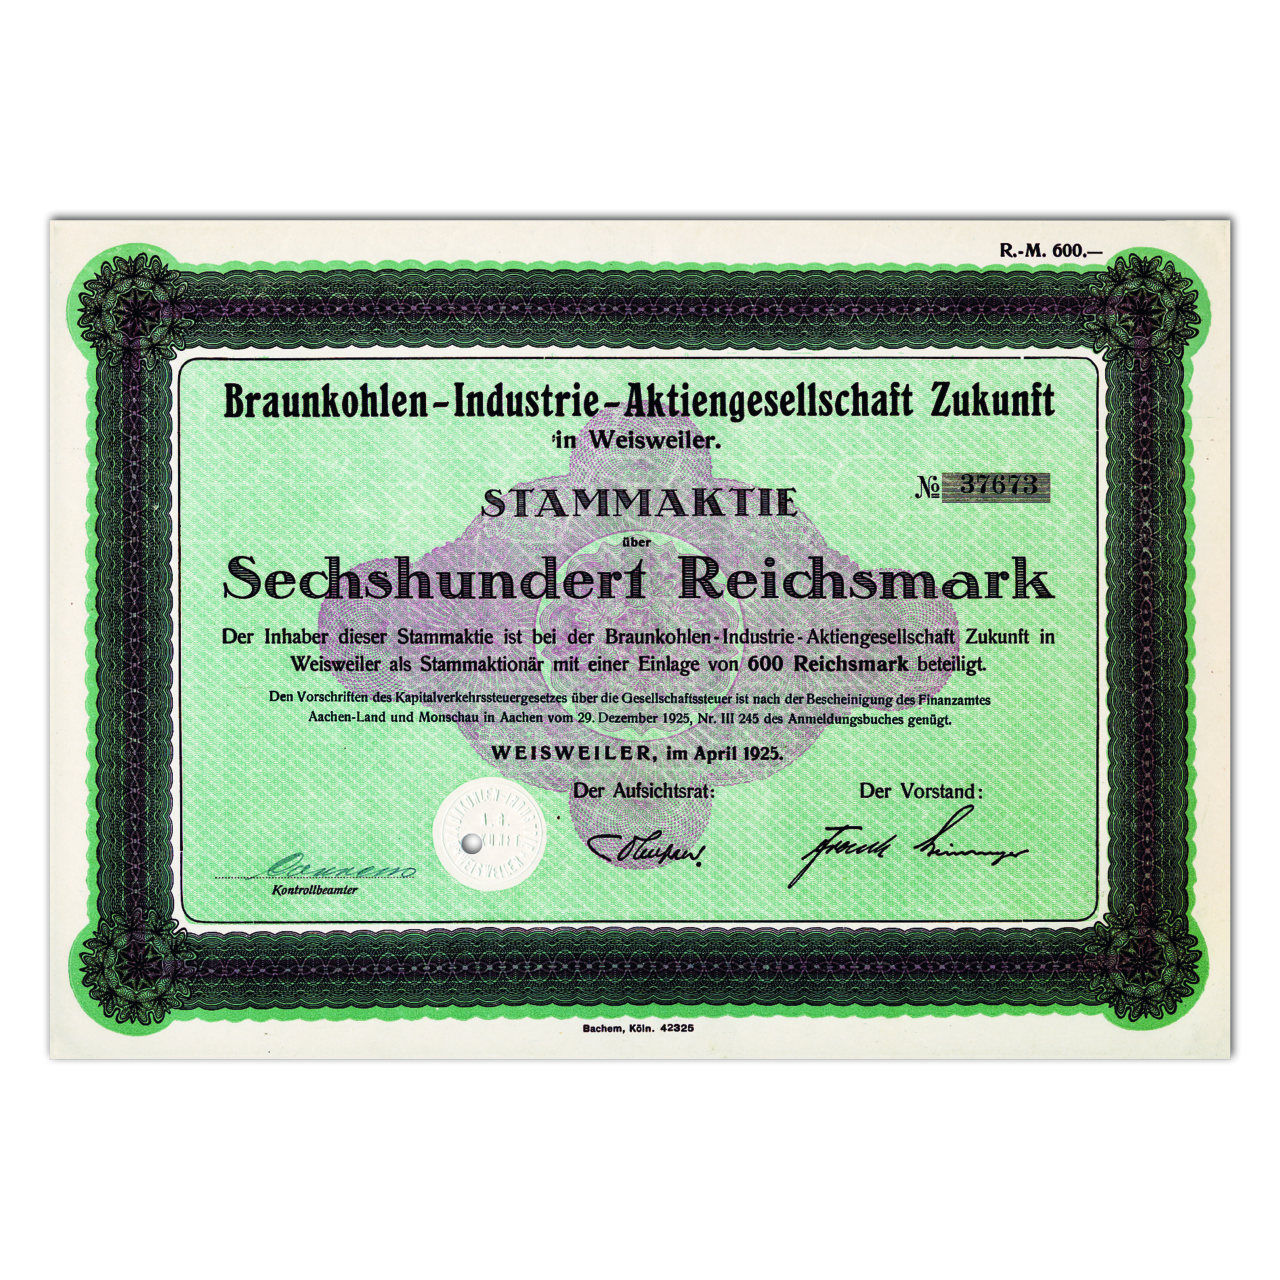 R.-M. 600.—
Braunkohlen-Industrie-Aktiengesellschaft Zukunft
in Weisweiler.
No 37673
STAMMAKTIE
über
Sechshundert Reichsmark
Der Inhaber dieser Stammaktie ist bei der Braunkohlen-Industrie-Aktiengesellschaft Zukunft in
Weisweiler als Stammaktionär mit einer Einlage von 600 Reichsmark beteiligt.
Den Vorschriften des Kapitalverkehrssteuergesetzes über die Gesellschaftssteuer ist nach der Bescheinigung des Finanzamtes
Aachen-Land und Monschau in Aachen vom 29. Dezember 1925, Nr. III 245 des Anmeldungsbuches genügt.
WEISWEILER, im April 1925.
Der Aufsichtsrat:
Der Vorstand:
Kontrollbeamter
Bachem, Köln. 42325